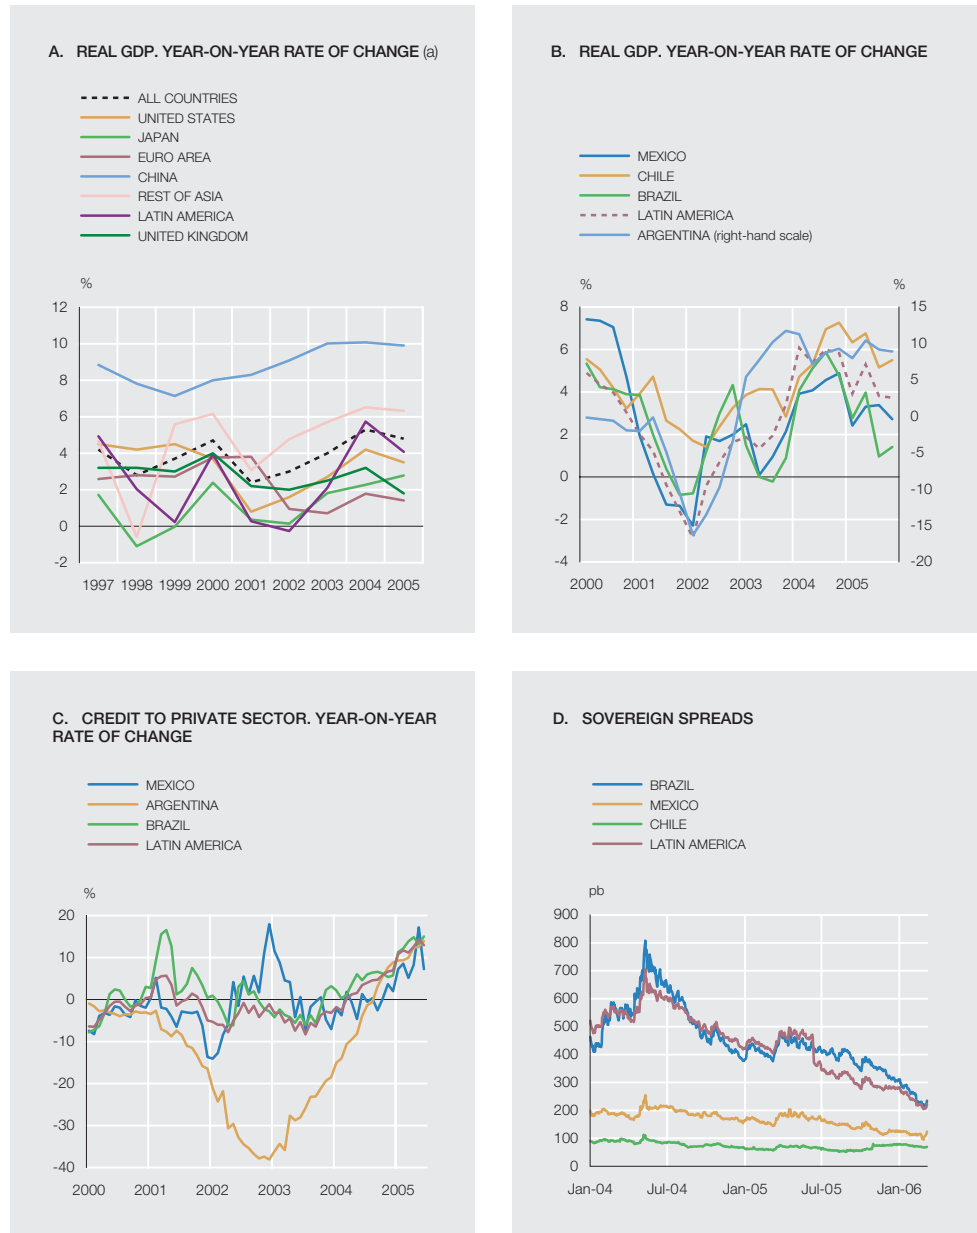 A. REAL GDP. YEAR-ON-YEAR RATE OF CHANGE (a)
ALL COUNTRIES
UNITED STATES
JAPAN
EURO AREA
CHINA
REST OF ASIA
LATIN AMERICA
UNITED KINGDOM
%
12
10
8
6
4
2
0
-2
1997 1998 1999 2000 2001 2002 2003 2004 2005
B. REAL GDP. YEAR-ON-YEAR RATE OF CHANGE
MEXICO
CHILE
BRAZIL
LATIN AMERICA
ARGENTINA (right-hand scale)
% %
8 15
6 10
4 5
2 0
0 -5
-2 -10
-4 -15
-20
2000 2001 2002 2003 2004 2005
C. CREDIT TO PRIVATE SECTOR. YEAR-ON-YEAR
RATE OF CHANGE
MEXICO
ARGENTINA
BRAZIL
LATIN AMERICA
%
20
10
0
-10
-20
-30
-40
2000 2001 2002 2003 2004 2005
D. SOVEREIGN SPREADS
BRAZIL
MEXICO
CHILE
LATIN AMERICA
pb
900
800
700
600
500
400
300
200
100
0
Jan-04 Jul-04 Jan-05 Jul-05 Jan-06